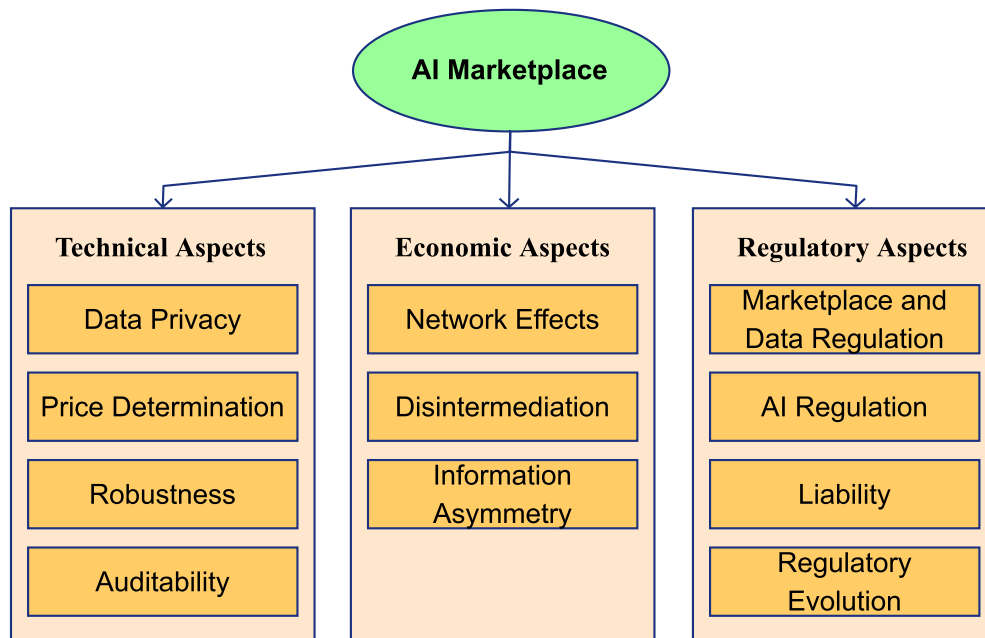 AI Marketplace
Technical Aspects
Data Privacy
Price Determination
Robustness
Auditability
Economic Aspects
Network Effects
Disintermediation
Information
Asymmetry
Regulatory Aspects
Marketplace and
Data Regulation
AI Regulation
Liability
Regulatory
Evolution